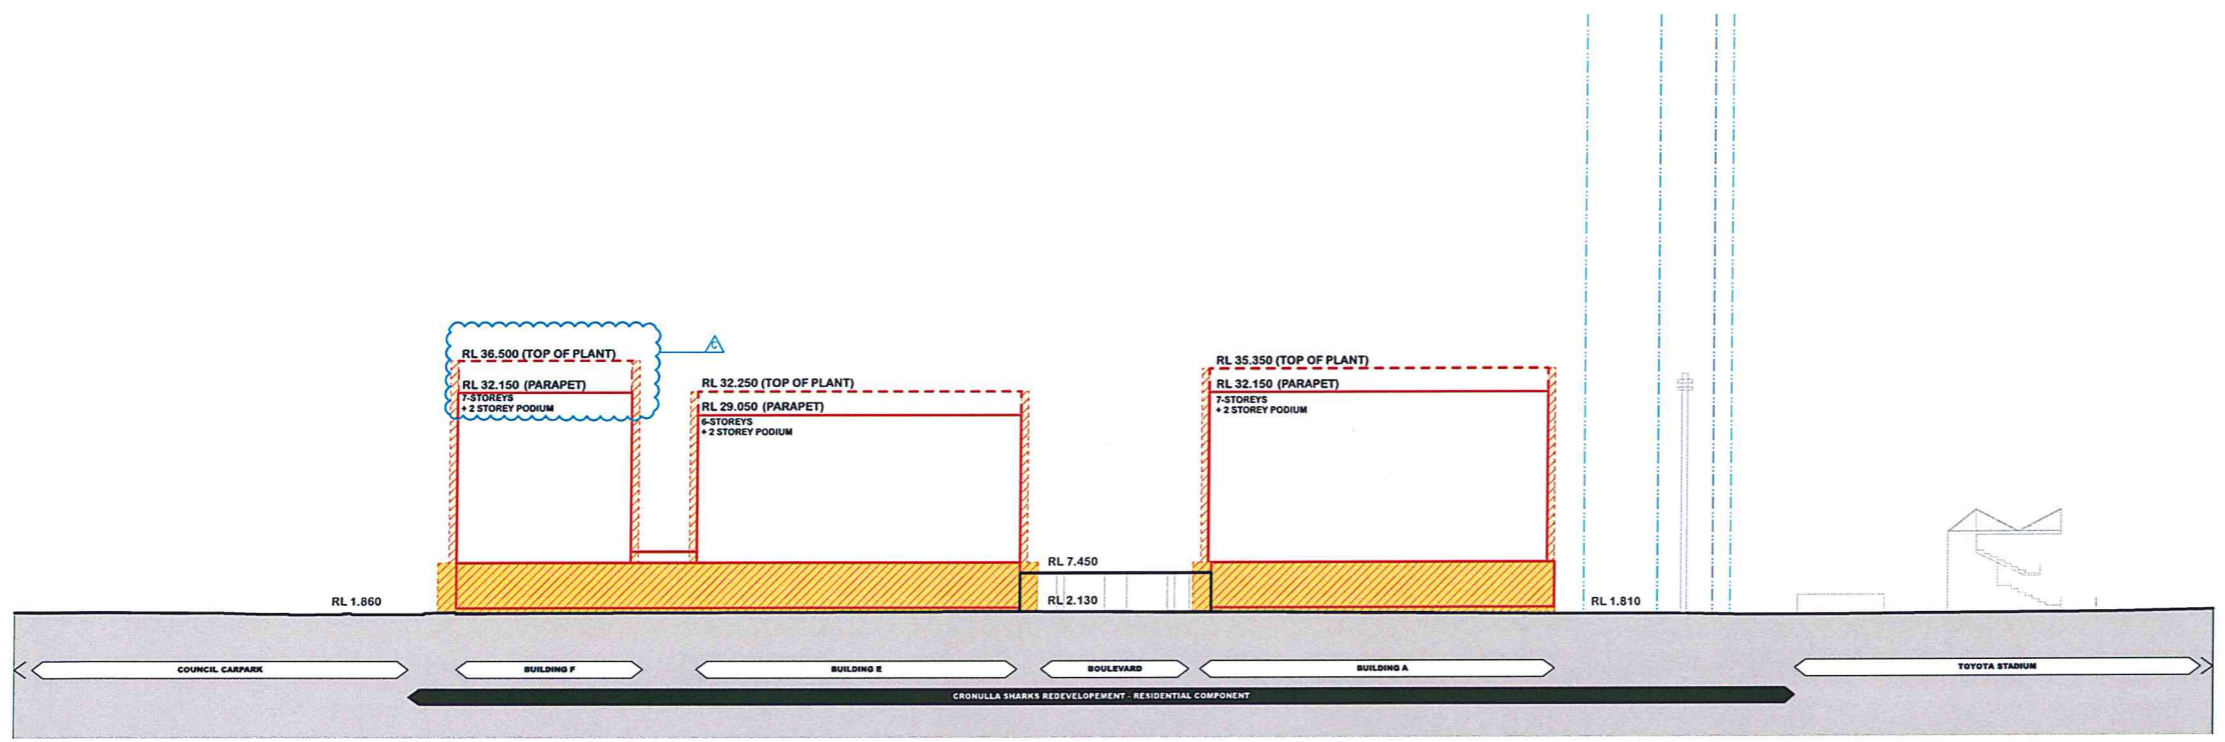 RL 36.500 (TOP OF PLANT)
RL 32.150 (PARAPET)
7-STOREYS
+ 2 STOREY PODIUM
C
RL 32.250 (TOP OF PLANT)
RL 29.050 (PARAPET)
6-STOREYS
+ 2 STOREY PODIUM
RL 35.350 (TOP OF PLANT)
RL 32.150 (PARAPET)
7-STOREYS
+ 2 STOREY PODIUM
RL 7.450
RL 1.860
RL 2.130
RL 1.810
COUNCIL CARPARK
BUILDING F
BUILDING E
BOULEVARD
BUILDING A
TOYOTA STADIUM
CRONULLA SHARKS REDEVELOPEMENT - RESIDENTIAL COMPONENT